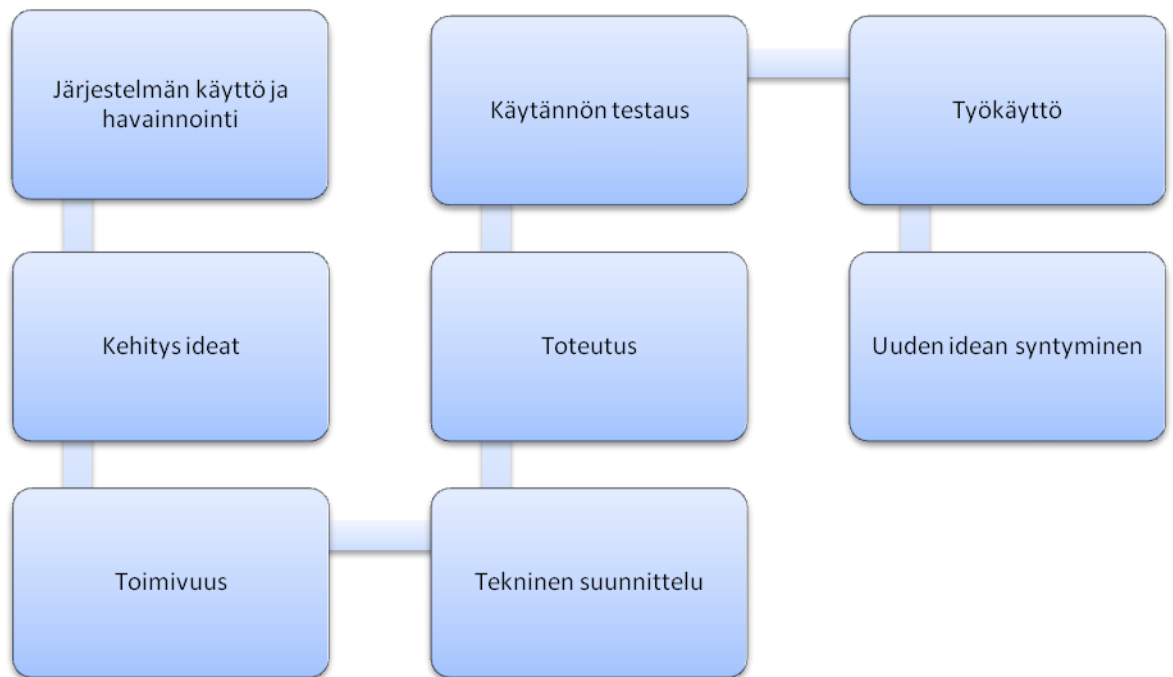 Järjestelmän käyttö ja
havainnointi
Kehitys ideat
Toimivuus
Tekninen suunnittelu
Toteutus
Käytännön testaus
Työkäyttö
Uuden idean syntyminen